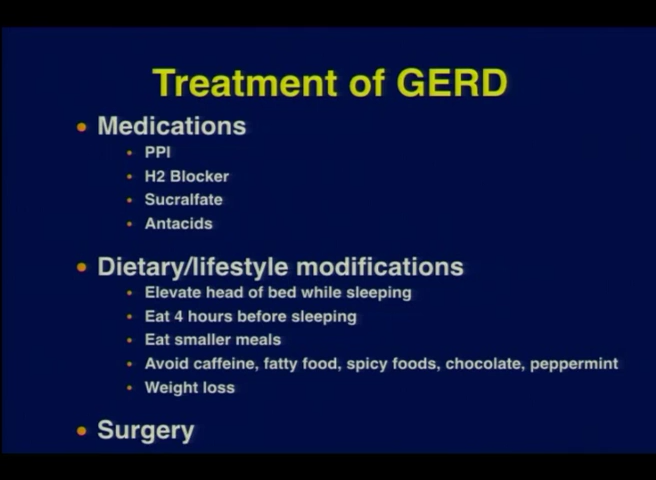 Treatment of GERD
• Medications
• PPI
• H2 Blocker
• Sucralfate
• Antacids
• Dietary/lifestyle modifications
• Elevate head of bed while sleeping
• Eat 4 hours before sleeping
• Eat smaller meals
• Avoid caffeine, fatty food, spicy foods, chocolate, peppermint
• Weight loss
• Surgery